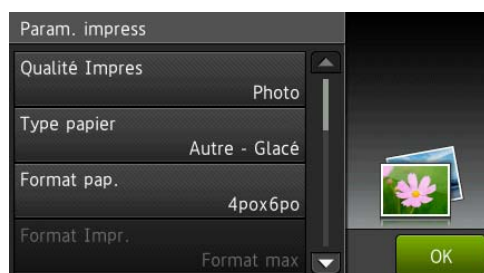 Param. impress
Qualité Impres
Photo
Type papier
Autre - Glacé
Format pap.
4pox6po
Format Impr.
Format max
OK